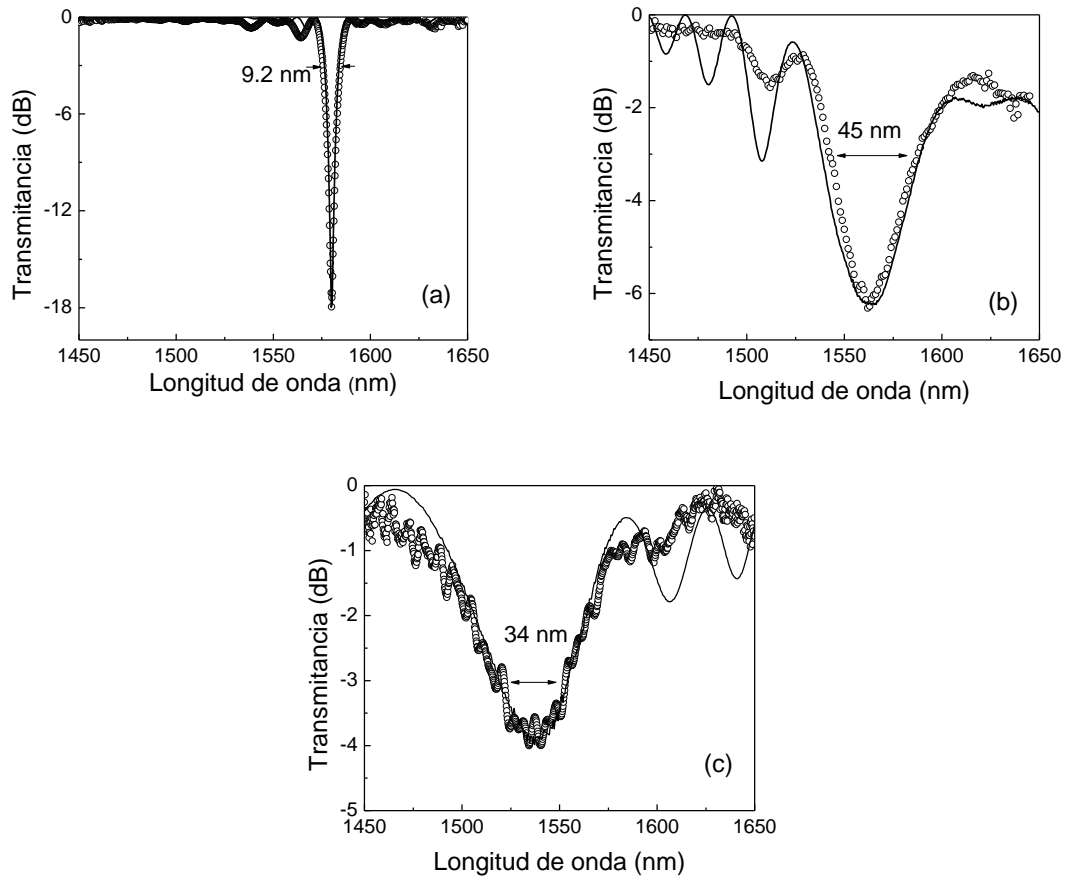 0
-6
-12
-18
Transmitancia (dB)
9.2 nm
(a)
1450 1500 1550 1600 1650
Longitud de onda (nm)
0
-2
-4
-6
Transmitancia (dB)
45 nm
(b)
1450 1500 1550 1600 1650
Longitud de onda (nm)
0
-1
-2
-3
-4
-5
Transmitancia (dB)
34 nm
(c)
1450 1500 1550 1600 1650
Longitud de onda (nm)